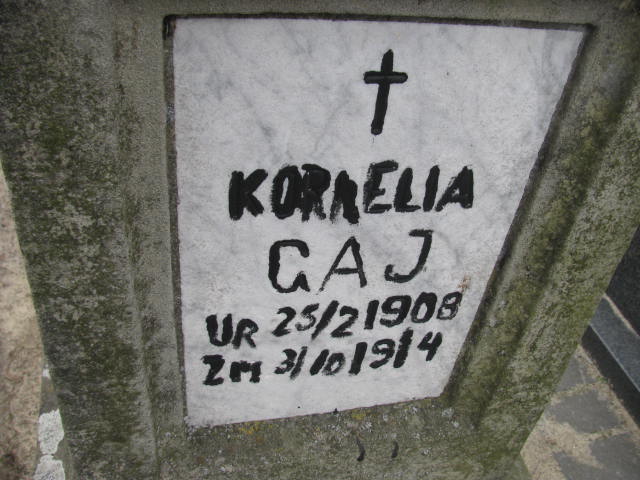 KORNELIA
GAJ
UR 25/2 1908
ZM 3/10 1914